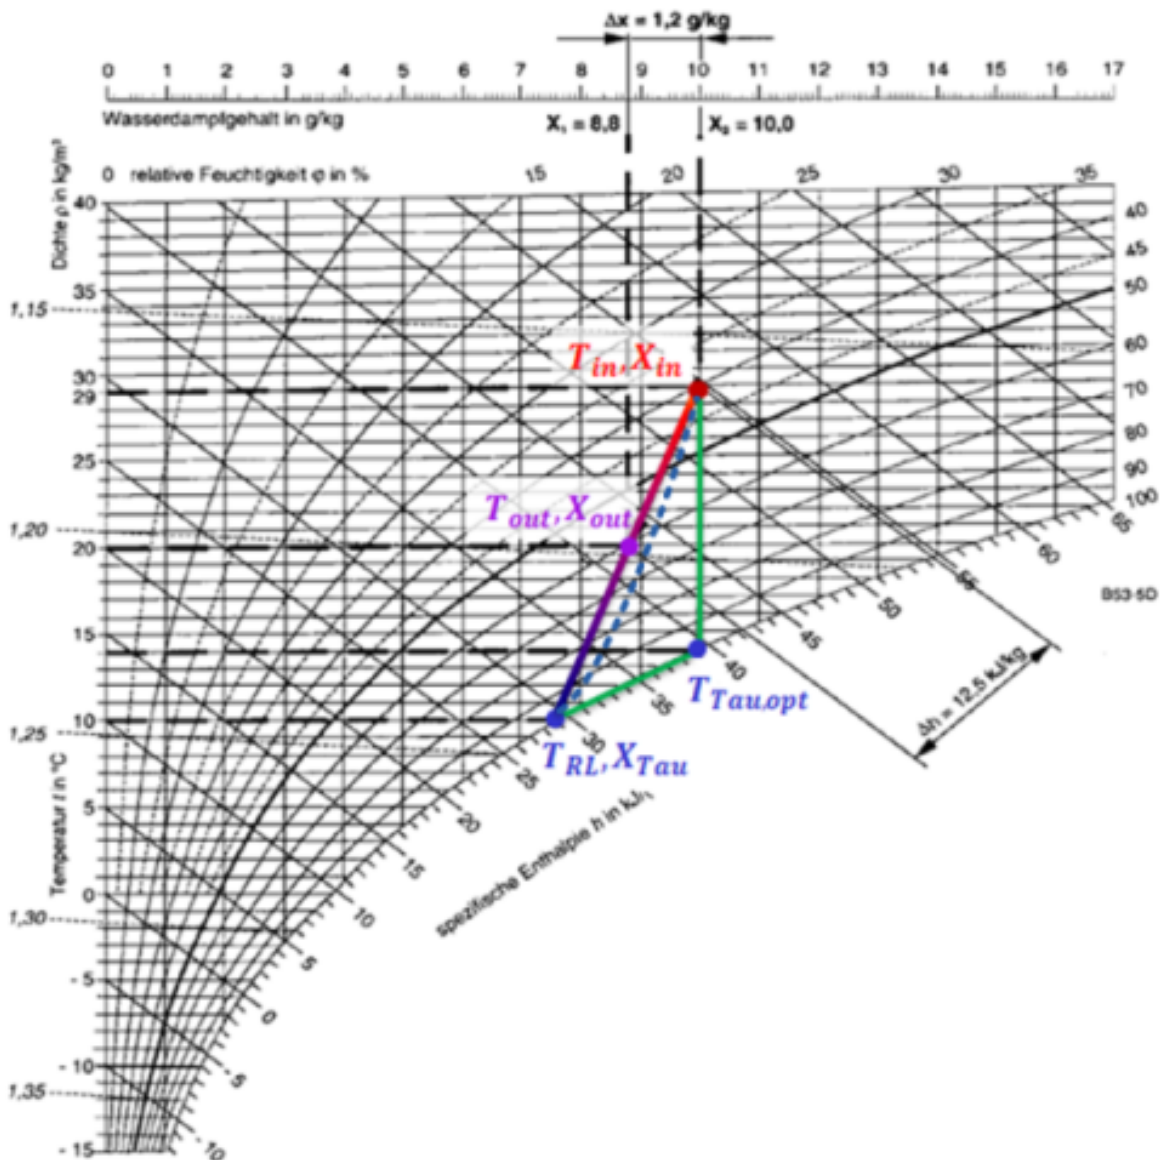 Δx = 1,2 g/kg
0 1 2 3 4 5 6 7 8 9 10 11 12 13 14 15 16 17
Wasserdampfgehalt in g/kg
X₁ = 8,8
X₂ = 10,0
0 relative Feuchtigkeit φ in % 15 20 25 30 35
Dichte ρ in kg/m³
40
40
45
35
50
1,15
60
T_in, X_in
30
70
29
80
25
90
100
T_out, X_out
65
1,20
20
60
55
50
BS3·5D
15
45
40
T_Tau,opt
35
Δh = 12,5 kJ/kg
10
30
1,25
T_RL, X_Tau
25
Temperatur t in °C
5
20
spezifische Enthalpie h in kJ/
15
0
10
1,30
5
- 5
0
- 10
- 5
1,35
- 15
- 10